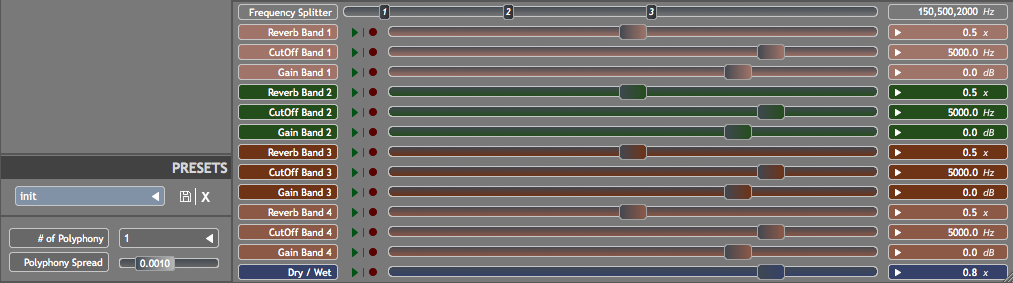 Frequency Splitter 1 2 3 150,500,2000 Hz
Reverb Band 1 0.5 x
CutOff Band 1 5000.0 Hz
Gain Band 1 0.0 dB
Reverb Band 2 0.5 x
CutOff Band 2 5000.0 Hz
Gain Band 2 0.0 dB
Reverb Band 3 0.5 x
CutOff Band 3 5000.0 Hz
Gain Band 3 0.0 dB
Reverb Band 4 0.5 x
CutOff Band 4 5000.0 Hz
Gain Band 4 0.0 dB
Dry / Wet 0.8 x
PRESETS
init X
# of Polyphony 1
Polyphony Spread 0.0010